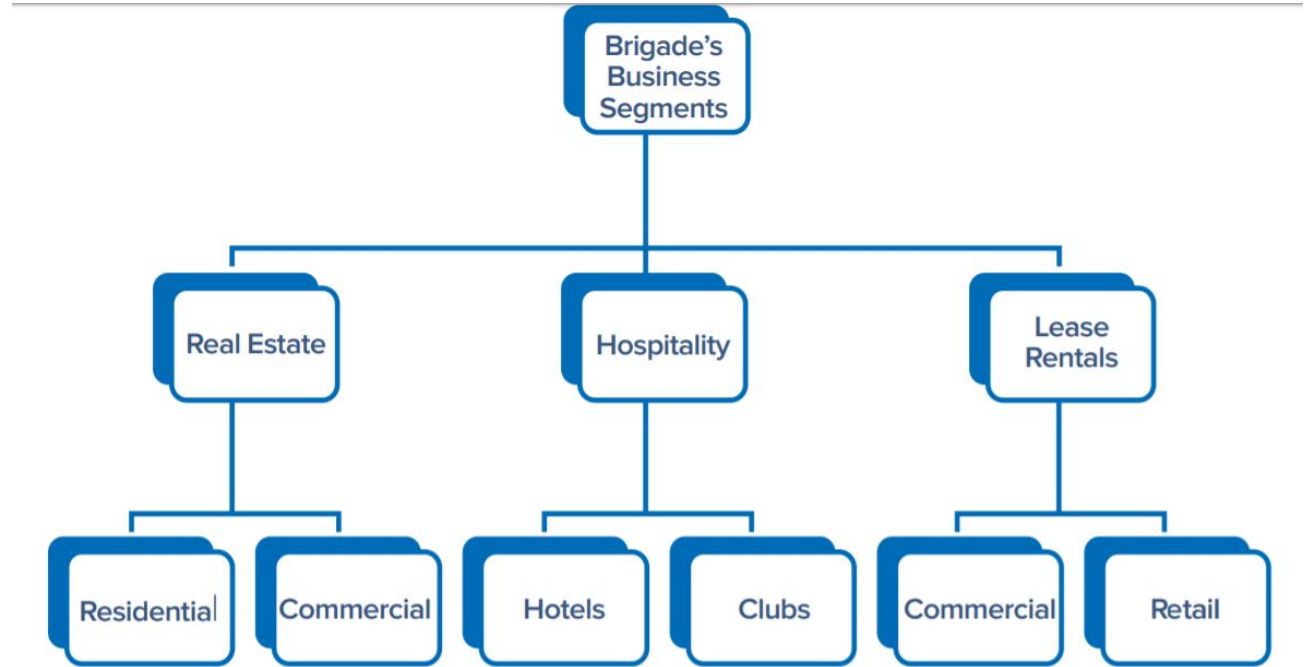 Brigade’s
Business
Segments
Real Estate
Hospitality
Lease
Rentals
Residential
Commercial
Hotels
Clubs
Commercial
Retail